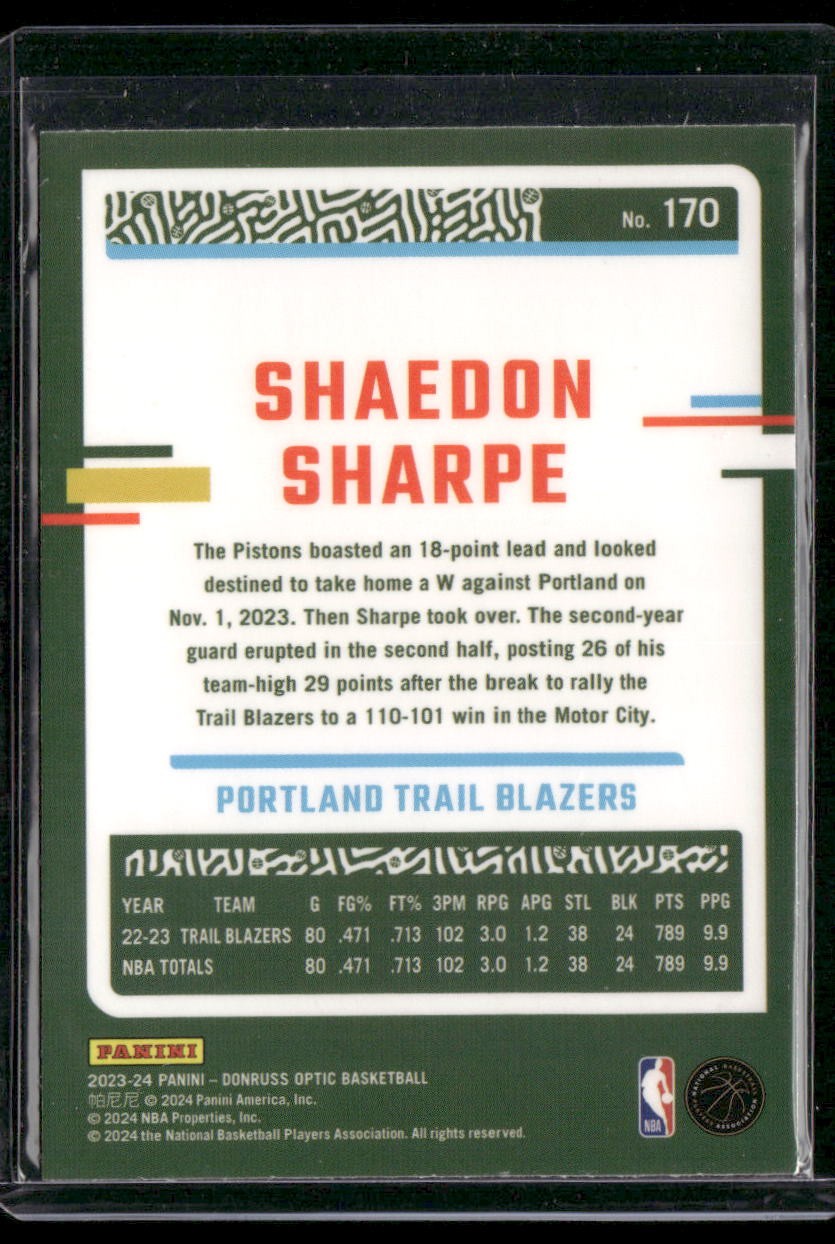 No. 170
SHAEDON
SHARPE
The Pistons boasted an 18-point lead and looked
destined to take home a W against Portland on
Nov. 1, 2023. Then Sharpe took over. The second-year
guard erupted in the second half, posting 26 of his
team-high 29 points after the break to rally the
Trail Blazers to a 110-101 win in the Motor City.
PORTLAND TRAIL BLAZERS
YEAR TEAM G FG% FT% 3PM RPG APG STL BLK PTS PPG
22-23 TRAIL BLAZERS 80 .471 .713 102 3.0 1.2 38 24 789 9.9
NBA TOTALS 80 .471 .713 102 3.0 1.2 38 24 789 9.9
PANINI
2023-24 PANINI – DONRUSS OPTIC BASKETBALL
帕尼尼 © 2024 Panini America, Inc.
© 2024 NBA Properties, Inc.
© 2024 the National Basketball Players Association. All rights reserved.
NBA
NATIONAL BASKETBALL
PLAYERS ASSOCIATION